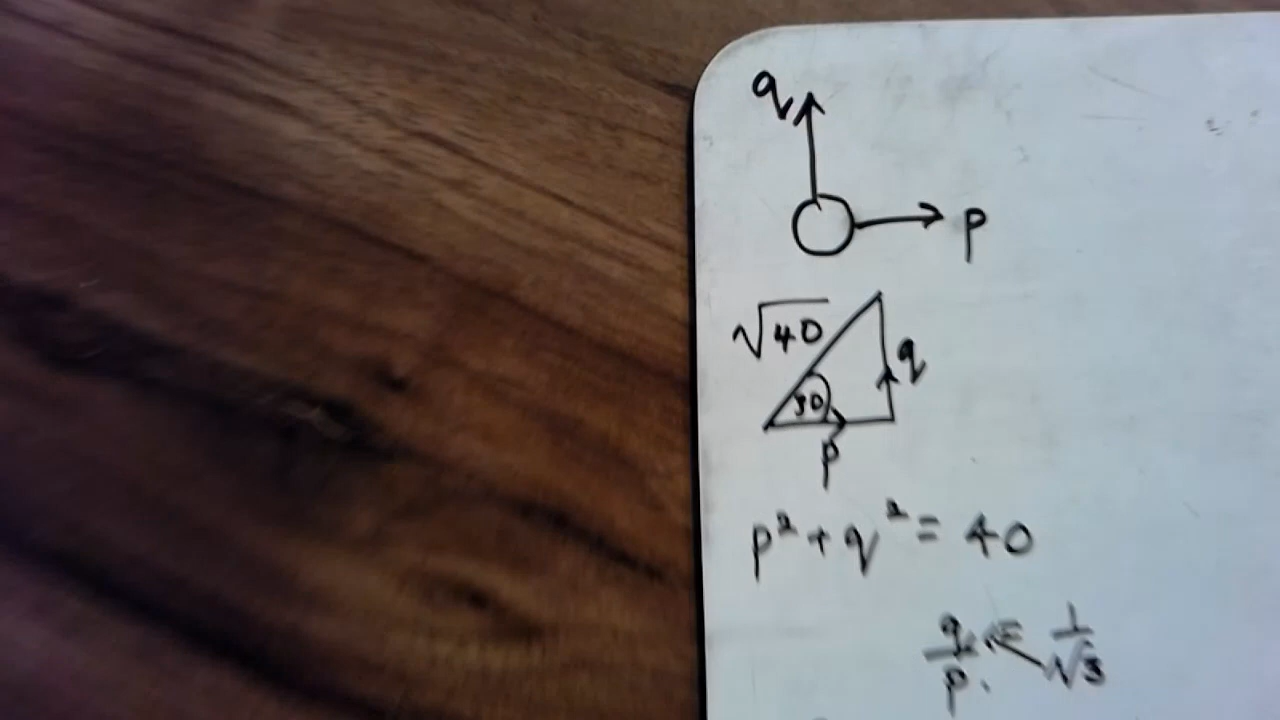 q
p
√40
q
30
p
p² + q² = 40
q/p = 1/√3